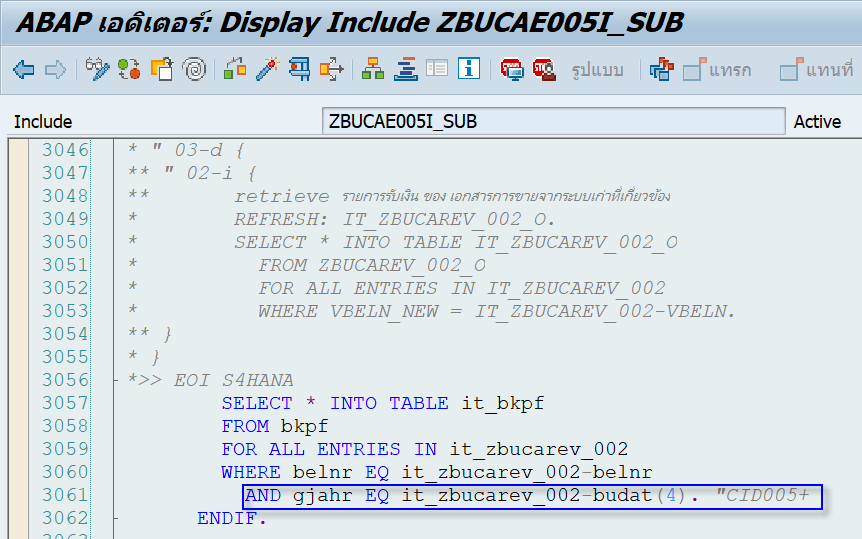 ABAP เอดิเตอร์: Display Include ZBUCAE005I_SUB
รูปแบบ แทรก แทนที่
Include ZBUCAE005I_SUB Active
3046 * " 03-d {
3047 ** " 02-i {
3048 ** retrieve รายการรับเงิน ของ เอกสารการขายจากระบบเก่าที่เกี่ยวข้อง
3049 * REFRESH: IT_ZBUCAREV_002_O.
3050 * SELECT * INTO TABLE IT_ZBUCAREV_002_O
3051 * FROM ZBUCAREV_002_O
3052 * FOR ALL ENTRIES IN IT_ZBUCAREV_002
3053 * WHERE VBELN_NEW = IT_ZBUCAREV_002-VBELN.
3054 ** }
3055 * }
3056 *>> EOI S4HANA
3057 SELECT * INTO TABLE it_bkpf
3058 FROM bkpf
3059 FOR ALL ENTRIES IN it_zbucarev_002
3060 WHERE belnr EQ it_zbucarev_002-belnr
3061 AND gjahr EQ it_zbucarev_002-budat(4). "CID005+
3062 ENDIF.